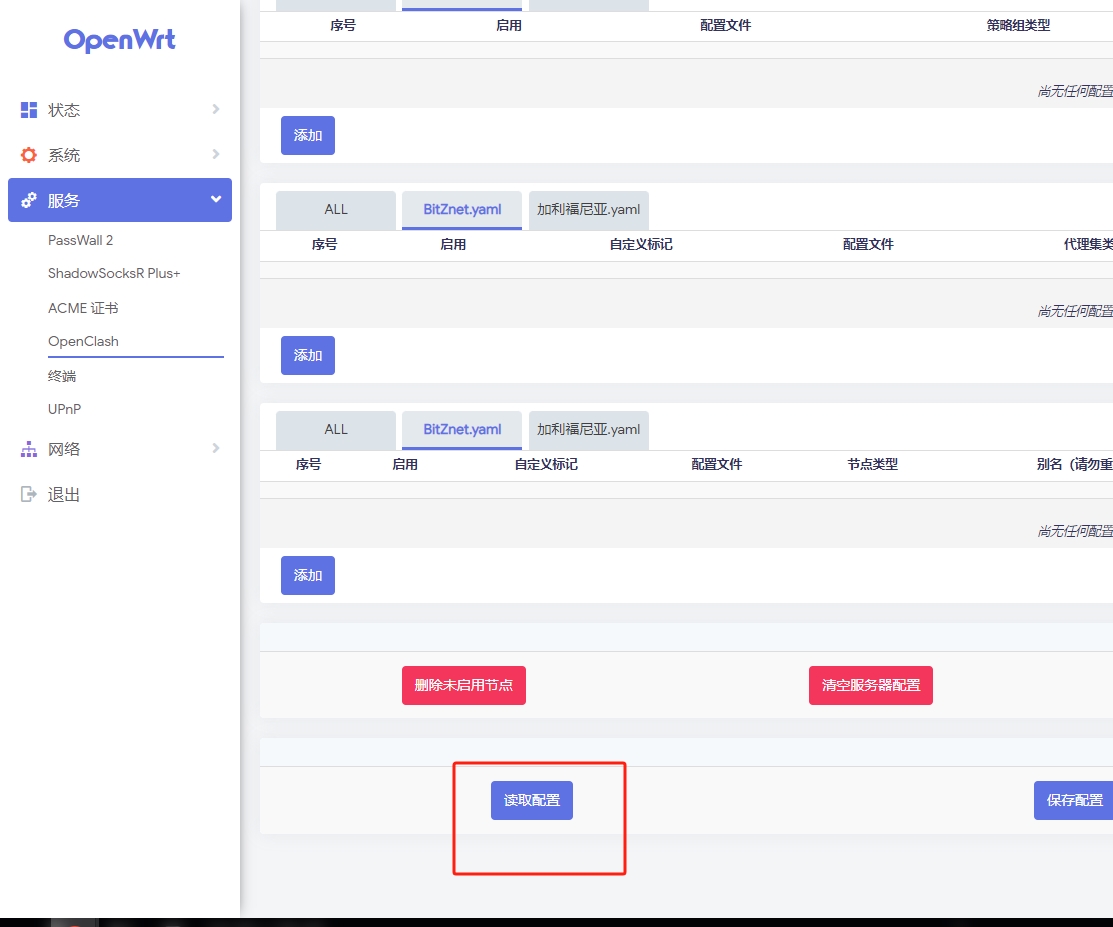 OpenWrt
状态
系统
服务
PassWall 2
ShadowSocksR Plus+
ACME 证书
OpenClash
终端
UPnP
网络
退出
序号 启用 配置文件 策略组类型
尚无任何配置
添加
ALL BitZnet.yaml 加利福尼亚.yaml
序号 启用 自定义标记 配置文件 代理集类
尚无任何配置
添加
ALL BitZnet.yaml 加利福尼亚.yaml
序号 启用 自定义标记 配置文件 节点类型 别名（请勿重
尚无任何配置
添加
删除未启用节点 清空服务器配置
读取配置 保存配置